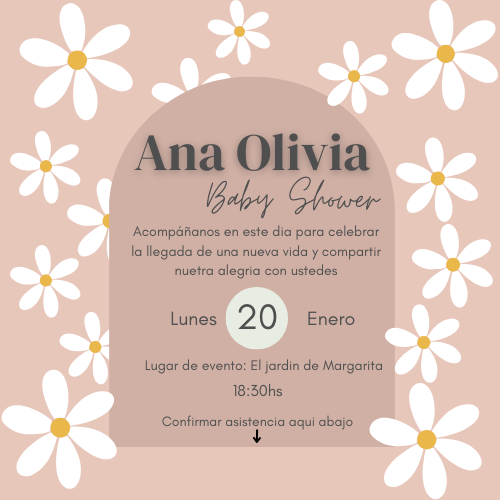 Ana Olivia
Baby Shower
Acompáñanos en este dia para celebrar
la llegada de una nueva vida y compartir
nuetra alegria con ustedes
Lunes 20 Enero
Lugar de evento: El jardin de Margarita
18:30hs
Confirmar asistencia aqui abajo